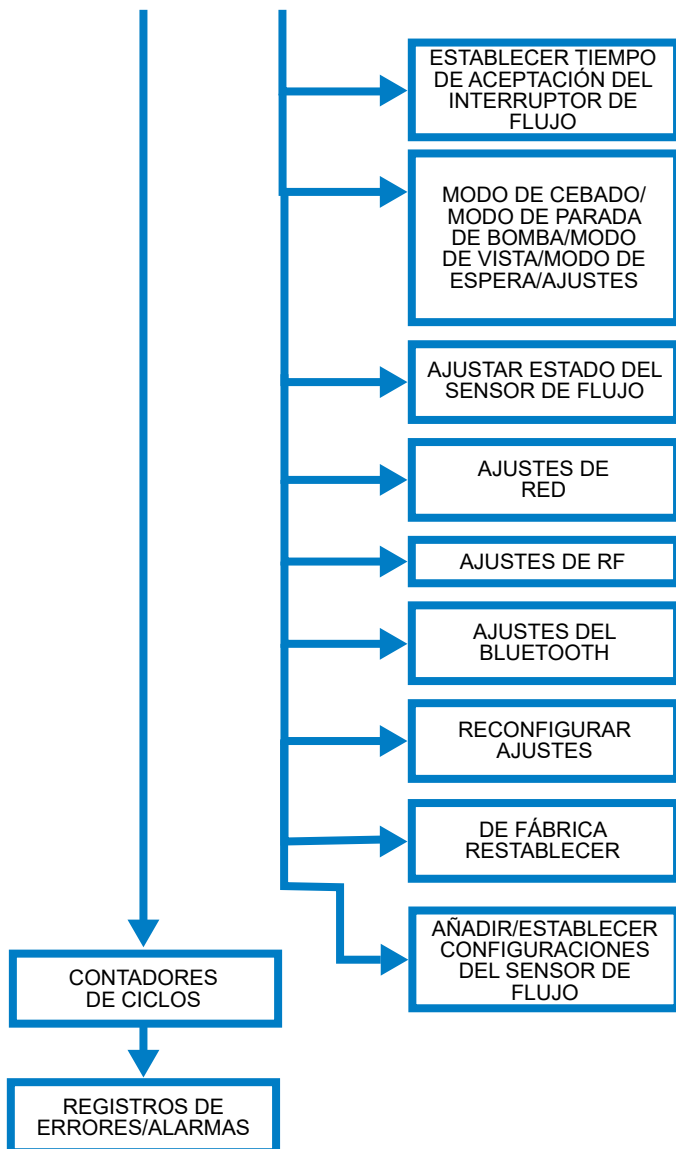 ESTABLECER TIEMPO
DE ACEPTACIÓN DEL
INTERRUPTOR DE
FLUJO
MODO DE CEBADO/
MODO DE PARADA
DE BOMBA/MODO
DE VISTA/MODO DE
ESPERA/AJUSTES
AJUSTAR ESTADO DEL
SENSOR DE FLUJO
AJUSTES DE
RED
AJUSTES DE RF
AJUSTES DEL
BLUETOOTH
RECONFIGURAR
AJUSTES
DE FÁBRICA
RESTABLECER
AÑADIR/ESTABLECER
CONFIGURACIONES
DEL SENSOR DE
FLUJO
CONTADORES
DE CICLOS
REGISTROS DE
ERRORES/ALARMAS